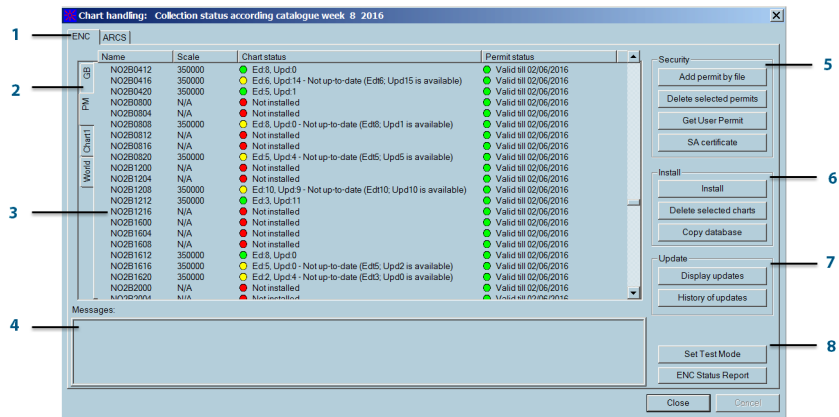 Chart handling: Collection status according catalogue week 8 2016
1
ENC ARCS
Name Scale Chart status Permit status
2
GB
PM
Chart1
World
3
NO2B0412 350000 Ed:8, Upd:0 Valid till 02/06/2016
NO2B0416 350000 Ed:6, Upd:14 - Not up-to-date (Edt6; Upd15 is available) Valid till 02/06/2016
NO2B0420 350000 Ed:5, Upd:1 Valid till 02/06/2016
NO2B0800 N/A Not installed Valid till 02/06/2016
NO2B0804 N/A Not installed Valid till 02/06/2016
NO2B0808 350000 Ed:8, Upd:0 - Not up-to-date (Edt8; Upd1 is available) Valid till 02/06/2016
NO2B0812 N/A Not installed Valid till 02/06/2016
NO2B0816 N/A Not installed Valid till 02/06/2016
NO2B0820 350000 Ed:5, Upd:4 - Not up-to-date (Edt5; Upd5 is available) Valid till 02/06/2016
NO2B1200 N/A Not installed Valid till 02/06/2016
NO2B1204 N/A Not installed Valid till 02/06/2016
NO2B1208 350000 Ed:10, Upd:9 - Not up-to-date (Edt10; Upd10 is available) Valid till 02/06/2016
NO2B1212 350000 Ed:3, Upd:11 Valid till 02/06/2016
NO2B1216 N/A Not installed Valid till 02/06/2016
NO2B1600 N/A Not installed Valid till 02/06/2016
NO2B1604 N/A Not installed Valid till 02/06/2016
NO2B1608 N/A Not installed Valid till 02/06/2016
NO2B1612 350000 Ed:8, Upd:0 Valid till 02/06/2016
NO2B1616 350000 Ed:5, Upd:0 - Not up-to-date (Edt5; Upd2 is available) Valid till 02/06/2016
NO2B1620 350000 Ed:2, Upd:4 - Not up-to-date (Edt3; Upd0 is available) Valid till 02/06/2016
NO2B2000 N/A Not installed Valid till 02/06/2016
NO2B2004 N/A Not installed Valid till 02/06/2016
Messages:
4
Security
5
Add permit by file
Delete selected permits
Get User Permit
SA certificate
Install
6
Install
Delete selected charts
Copy database
Update
7
Display updates
History of updates
8
Set Test Mode
ENC Status Report
Close Cancel